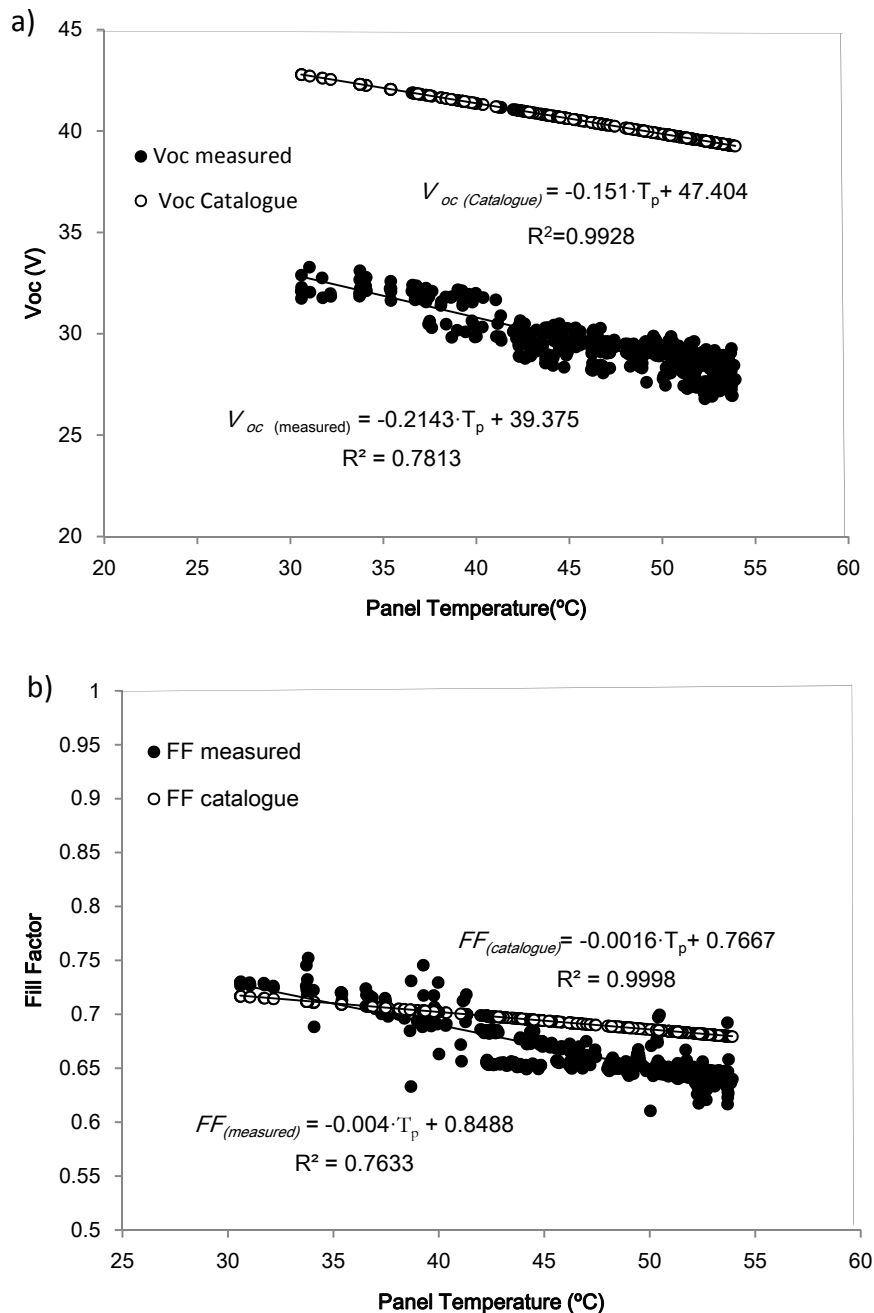 a)
45
40
35
30
25
20
Voc (V)
● Voc measured
○ Voc Catalogue
V oc (Catalogue) = -0.151·Tp+ 47.404
R²=0.9928
V oc (measured) = -0.2143·Tp + 39.375
R² = 0.7813
20 25 30 35 40 45 50 55 60
Panel Temperature(ºC)
b)
1
0.95
0.9
0.85
0.8
0.75
0.7
0.65
0.6
0.55
0.5
Fill Factor
● FF measured
○ FF catalogue
FF(catalogue) = -0.0016·Tp+ 0.7667
R² = 0.9998
FF(measured) = -0.004·Tp + 0.8488
R² = 0.7633
25 30 35 40 45 50 55 60
Panel Temperature (ºC)